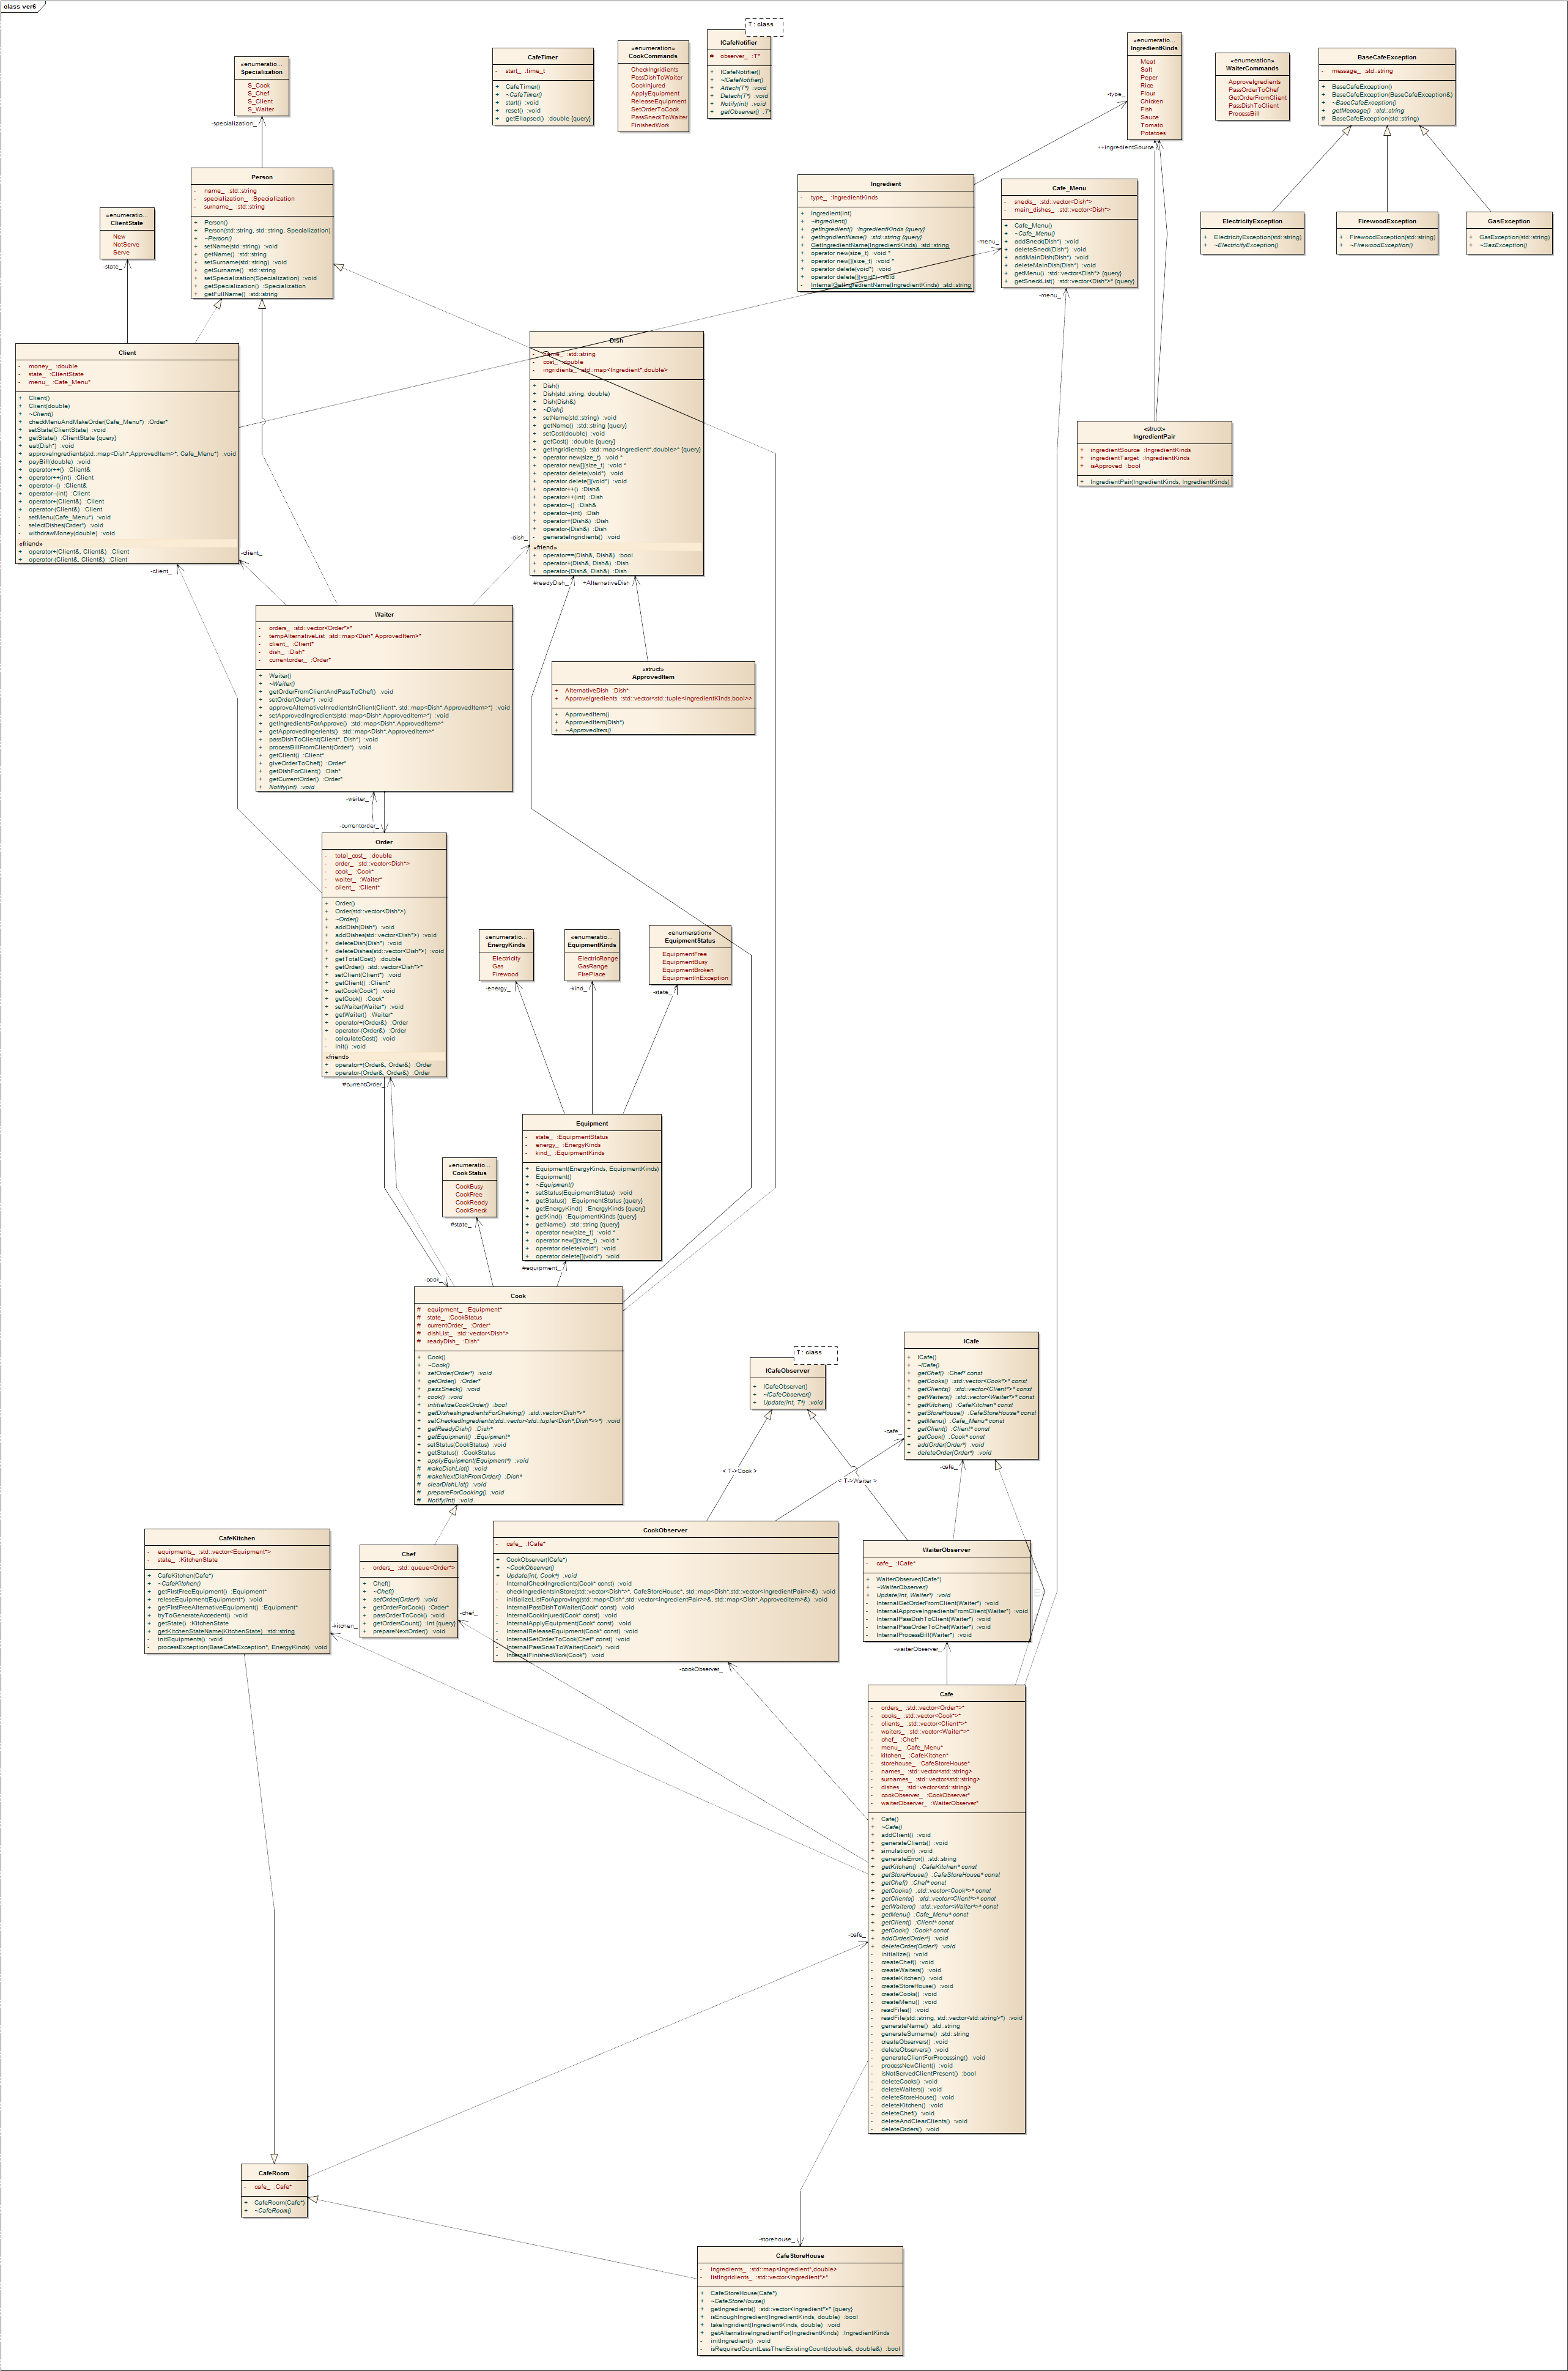 class ver6
«enumeratio...
Specialization
S_Cook
S_Chef
S_Client
S_Waiter
-specialization_
CafeTimer
- start_ :time_t
+ CafeTimer()
+ ~CafeTimer()
+ start() :void
+ reset() :void
+ getEllapsed() :double {query}
«enumeration»
CookCommands
CheckIngridients
PassDishToWaiter
CookInjured
ApplyEquipment
ReleaseEquipment
SetOrderToCook
PassSneckToWaiter
FinishedWork
T : class
ICafeNotifier
# observer_ :T*
+ ICafeNotifier()
+ ~ICafeNotifier()
+ Attach(T*) :void
+ Detach(T*) :void
+ Notify(int) :void
+ getObserver() :T*
«enumeratio...
IngredientKinds
Meat
Salt
Peper
Rice
Flour
Chicken
Fish
Sauce
Tomato
Potatoes
-type_
++ingredientSource
«enumeration»
WaiterCommands
ApproveIgredients
PassOrderToChef
GetOrderFromClient
PassDishToClient
ProcessBill
BaseCafeException
- message_ :std::string
+ BaseCafeException()
+ BaseCafeException(BaseCafeException&)
+ ~BaseCafeException()
+ getMessage() :std::string
# BaseCafeException(std::string)
ElectricityException
+ ElectricityException(std::string)
+ ~ElectricityException()
FirewoodException
+ FirewoodException(std::string)
+ ~FirewoodException()
GasException
+ GasException(std::string)
+ ~GasException()
Person
- name_ :std::string
- specialization_ :Specialization
- surname_ :std::string
+ Person()
+ Person(std::string, std::string, Specialization)
+ ~Person()
+ setName(std::string) :void
+ getName() :std::string
+ setSurname(std::string) :void
+ getSurname() :std::string
+ setSpecialization(Specialization) :void
+ getSpecialization() :Specialization
+ getFullName() :std::string
«enumeratio...
ClientState
New
NotServe
Serve
-state_
Ingredient
- type_ :IngredientKinds
+ Ingredient(int)
+ ~Ingredient()
+ getIngredient() :IngredientKinds {query}
+ getIngridientName() :std::string {query}
+ GetIngredientName(IngredientKinds) :std::string
+ operator new(size_t) :void *
+ operator new[](size_t) :void *
+ operator delete(void*) :void
+ operator delete[](void*) :void
- InternalGetIngredientName(IngredientKinds) :std::string
-menu_
Cafe_Menu
- snecks_ :std::vector<Dish*>
- main_dishes_ :std::vector<Dish*>
+ Cafe_Menu()
+ ~Cafe_Menu()
+ addSneck(Dish*) :void
+ deleteSneck(Dish*) :void
+ addMainDish(Dish*) :void
+ deleteMainDish(Dish*) :void
+ getMenu() :std::vector<Dish*> {query}
+ getSneckList() :std::vector<Dish*>* {query}
-menu_
«struct»
IngredientPair
+ ingredientSource :IngredientKinds
+ ingredientTarget :IngredientKinds
+ isApproved :bool
+ IngredientPair(IngredientKinds, IngredientKinds)
Client
- money_ :double
- state_ :ClientState
- menu_ :Cafe_Menu*
+ Client()
+ Client(double)
+ ~Client()
+ checkMenuAndMakeOrder(Cafe_Menu*) :Order*
+ setState(ClientState) :void
+ getState() :ClientState {query}
+ eat(Dish*) :void
+ approveIngredients(std::map<Dish*,ApprovedItem>*, Cafe_Menu*) :void
+ payBill(double) :void
+ operator++() :Client&
+ operator++(int) :Client
+ operator--() :Client&
+ operator--(int) :Client
+ operator+(Client&) :Client
+ operator-(Client&) :Client
- setMenu(Cafe_Menu*) :void
- selectDishes(Order*) :void
- withdrawMoney(double) :void
«friend»
+ operator+(Client&, Client&) :Client
+ operator-(Client&, Client&) :Client
-client_
-client_
Dish
- name_ :std::string
- cost_ :double
- ingridients_ :std::map<Ingredient*,double>
+ Dish()
+ Dish(std::string, double)
+ Dish(Dish&)
+ ~Dish()
+ setName(std::string) :void
+ getName() :std::string {query}
+ setCost(double) :void
+ getCost() :double {query}
+ getIngridients() :std::map<Ingredient*,double>* {query}
+ operator new(size_t) :void *
+ operator new[](size_t) :void *
+ operator delete(void*) :void
+ operator delete[](void*) :void
+ operator++() :Dish&
+ operator++(int) :Dish
+ operator--() :Dish&
+ operator--(int) :Dish
+ operator+(Dish&) :Dish
+ operator-(Dish&) :Dish
- generateIngridients() :void
«friend»
+ operator==(Dish&, Dish&) :bool
+ operator+(Dish&, Dish&) :Dish
+ operator-(Dish&, Dish&) :Dish
-dish_
#readyDish_
+AlternativeDish
Waiter
- orders_ :std::vector<Order*>*
- tempAlternativeList :std::map<Dish*,ApprovedItem>*
- client_ :Client*
- dish_ :Dish*
- currentorder_ :Order*
+ Waiter()
+ ~Waiter()
+ getOrderFromClientAndPassToChef() :void
+ setOrder(Order*) :void
+ approveAlternativeInredientsInClient(Client*, std::map<Dish*,ApprovedItem>*) :void
+ setApprovedIngredients(std::map<Dish*,ApprovedItem>*) :void
+ getIngredientsForApprove() :std::map<Dish*,ApprovedItem>*
+ getApprovedIngerients() :std::map<Dish*,ApprovedItem>*
+ passDishToClient(Client*, Dish*) :void
+ processBillFromClient(Order*) :void
+ getClient() :Client*
+ giveOrderToChef() :Order*
+ getDishForClient() :Dish*
+ getCurrentOrder() :Order*
+ Notify(int) :void
-waiter_
-currentorder_
«struct»
ApprovedItem
+ AlternativeDish :Dish*
+ ApproveIgredients :std::vector<std::tuple<IngredientKinds,bool>>
+ ApprovedItem()
+ ApprovedItem(Dish*)
+ ~ApprovedItem()
Order
- total_cost_ :double
- order_ :std::vector<Dish*>
- cook_ :Cook*
- waiter_ :Waiter*
- client_ :Client*
+ Order()
+ Order(std::vector<Dish*>)
+ ~Order()
+ addDish(Dish*) :void
+ addDishes(std::vector<Dish*>) :void
+ deleteDish(Dish*) :void
+ deleteDishes(std::vector<Dish*>) :void
+ getTotalCost() :double
+ getOrder() :std::vector<Dish*>*
+ setClient(Client*) :void
+ getClient() :Client*
+ setCook(Cook*) :void
+ getCook() :Cook*
+ setWaiter(Waiter*) :void
+ getWaiter() :Waiter*
+ operator+(Order&) :Order
+ operator-(Order&) :Order
- calculateCost() :void
- init() :void
«friend»
+ operator+(Order&, Order&) :Order
+ operator-(Order&, Order&) :Order
#currentOrder_
«enumeratio...
EnergyKinds
Electricity
Gas
Firewood
-energy_
«enumeratio...
EquipmentKinds
ElectricRange
GasRange
FirePlace
-kind_
«enumeration»
EquipmentStatus
EquipmentFree
EquipmentBusy
EquipmentBroken
EquipmentInException
-state_
Equipment
- state_ :EquipmentStatus
- energy_ :EnergyKinds
- kind_ :EquipmentKinds
+ Equipment(EnergyKinds, EquipmentKinds)
+ Equipment()
+ ~Equipment()
+ setStatus(EquipmentStatus) :void
+ getStatus() :EquipmentStatus {query}
+ getEnergyKind() :EnergyKinds {query}
+ getKind() :EquipmentKinds {query}
+ getName() :std::string {query}
+ operator new(size_t) :void *
+ operator new[](size_t) :void *
+ operator delete(void*) :void
+ operator delete[](void*) :void
«enumeratio...
CookStatus
CookBusy
CookFree
CookReady
CookSneck
#state_
#equipment_
-cook_
Cook
# equipment_ :Equipment*
# state_ :CookStatus
# currentOrder_ :Order*
# dishList_ :std::vector<Dish*>
# readyDish_ :Dish*
+ Cook()
+ ~Cook()
+ setOrder(Order*) :void
+ getOrder() :Order*
+ passSneck() :void
+ cook() :void
+ intitializeCookOrder() :bool
+ getDishesIngredientsForCheking() :std::vector<Dish*>*
+ setCheckedIngredients(std::vector<std::tuple<Dish*,Dish*>>*) :void
+ getReadyDish() :Dish*
+ getEquipment() :Equipment*
+ setStatus(CookStatus) :void
+ getStatus() :CookStatus
+ applyEquipment(Equipment*) :void
# makeDishList() :void
# makeNextDishFromOrder() :Dish*
# clearDishList() :void
# prepareForCooking() :void
# Notify(int) :void
T : class
ICafeObserver
+ ICafeObserver()
+ ~ICafeObserver()
+ Update(int, T*) :void
< T->Cook >
< T->Waiter >
ICafe
+ ICafe()
+ ~ICafe()
+ getChef() :Chef* const
+ getCooks() :std::vector<Cook*>* const
+ getClients() :std::vector<Client*>* const
+ getWaiters() :std::vector<Waiter*>* const
+ getKitchen() :CafeKitchen* const
+ getStoreHouse() :CafeStoreHouse* const
+ getMenu() :Cafe_Menu* const
+ getClient() :Client* const
+ getCook() :Cook* const
+ addOrder(Order*) :void
+ deleteOrder(Order*) :void
-cafe_
-cafe_
CafeKitchen
- equipments_ :std::vector<Equipment*>
- state_ :KitchenState
+ CafeKitchen(Cafe*)
+ ~CafeKitchen()
+ getFirstFreeEquipment() :Equipment*
+ releseEquipment(Equipment*) :void
+ getFirstFreeAlternativeEquipment() :Equipment*
+ tryToGenerateAccedent() :void
+ getState() :KitchenState
+ getKitchenStateName(KitchenState) :std::string
- initEquipments() :void
- processException(BaseCafeException*, EnergyKinds) :void
-kitchen_
Chef
- orders_ :std::queue<Order*>
+ Chef()
+ ~Chef()
+ setOrder(Order*) :void
+ getOrderForCook() :Order*
+ passOrderToCook() :void
+ getOrdersCount() :int {query}
+ prepareNextOrder() :void
-chef_
CookObserver
- cafe_ :ICafe*
+ CookObserver(ICafe*)
+ ~CookObserver()
+ Update(int, Cook*) :void
- InternalCheckIngredients(Cook* const) :void
- checkIngredientsInStore(std::vector<Dish*>*, CafeStoreHouse*, std::map<Dish*,std::vector<IngredientPair>>&) :void
- initializeListForApproving(std::map<Dish*,std::vector<IngredientPair>>&, std::map<Dish*,ApprovedItem>&) :void
- InternalPassDishToWaiter(Cook* const) :void
- InternalCookInjured(Cook* const) :void
- InternalApplyEquipment(Cook* const) :void
- InternalReleaseEquipment(Cook* const) :void
- InternalSetOrderToCook(Chef* const) :void
- InternalPassSnakToWaiter(Cook*) :void
- InternalFinishedWork(Cook*) :void
-cookObserver_
WaiterObserver
- cafe_ :ICafe*
+ WaiterObserver(ICafe*)
+ ~WaiterObserver()
+ Update(int, Waiter*) :void
- InternalGetOrderFromClient(Waiter*) :void
- InternalApproveIngredientsFromClient(Waiter*) :void
- InternalPassDishToClient(Waiter*) :void
- InternalPassOrderToChef(Waiter*) :void
- InternalProcessBill(Waiter*) :void
-waiterObserver_
Cafe
- orders_ :std::vector<Order*>*
- cooks_ :std::vector<Cook*>*
- clients_ :std::vector<Client*>*
- waiters_ :std::vector<Waiter*>*
- chef_ :Chef*
- menu_ :Cafe_Menu*
- kitchen_ :CafeKitchen*
- storehouse_ :CafeStoreHouse*
- names_ :std::vector<std::string>
- surnames_ :std::vector<std::string>
- dishes_ :std::vector<std::string>
- cookObserver_ :CookObserver*
- waiterObserver_ :WaiterObserver*
+ Cafe()
+ ~Cafe()
+ addClient() :void
+ generateClients() :void
+ simulation() :void
+ generateError() :std::string
+ getKitchen() :CafeKitchen* const
+ getStoreHouse() :CafeStoreHouse* const
+ getChef() :Chef* const
+ getCooks() :std::vector<Cook*>* const
+ getClients() :std::vector<Client*>* const
+ getWaiters() :std::vector<Waiter*>* const
+ getMenu() :Cafe_Menu* const
+ getClient() :Client* const
+ getCook() :Cook* const
+ addOrder(Order*) :void
+ deleteOrder(Order*) :void
- initialize() :void
- createChef() :void
- createWaiters() :void
- createKitchen() :void
- createStoreHouse() :void
- createCooks() :void
- createMenu() :void
- readFiles() :void
- readFile(std::string, std::vector<std::string>*) :void
- generateName() :std::string
- generateSurname() :std::string
- createObservers() :void
- deleteObservers() :void
- generateClientForProcessing() :void
- processNewClient() :void
- isNotServedClientPresent() :bool
- deleteCooks() :void
- deleteWaiters() :void
- deleteStoreHouse() :void
- deleteKitchen() :void
- deleteChef() :void
- deleteAndClearClients() :void
- deleteOrders() :void
-cafe_
CafeRoom
- cafe_ :Cafe*
+ CafeRoom(Cafe*)
+ ~CafeRoom()
-storehouse_
CafeStoreHouse
- ingredients_ :std::map<Ingredient*,double>
- listIngridients_ :std::vector<Ingredient*>*
+ CafeStoreHouse(Cafe*)
+ ~CafeStoreHouse()
+ getIngredients() :std::vector<Ingredient*>* {query}
+ isEnoughIngredient(IngredientKinds, double) :bool
+ takeIngridient(IngredientKinds, double) :void
+ getAlternativeIngredientFor(IngredientKinds) :IngredientKinds
- initIngredient() :void
- isRequiredCountLessThenExistingCount(double&, double&) :bool